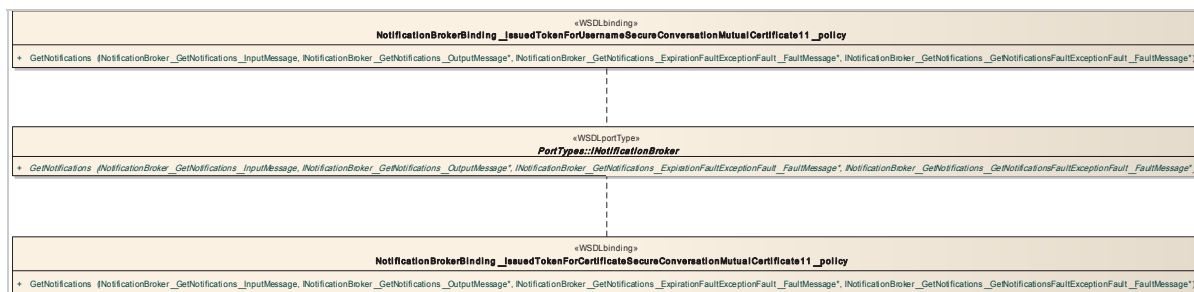 «WSDLbinding»
NotificationBrokerBinding_IssuedTokenForUsernameSecureConversationMutualCertificate11_policy
+ GetNotifications (INotificationBroker_GetNotifications_InputMessage, INotificationBroker_GetNotifications_OutputMessage*, INotificationBroker_GetNotifications_ExpirationFaultExceptionFault_FaultMessage*, INotificationBroker_GetNotifications_GetNotificationsFaultExceptionFault_FaultMessage*)
«WSDLportType»
PortTypes::INotificationBroker
+ GetNotifications (INotificationBroker_GetNotifications_InputMessage, INotificationBroker_GetNotifications_OutputMessage*, INotificationBroker_GetNotifications_ExpirationFaultExceptionFault_FaultMessage*, INotificationBroker_GetNotifications_GetNotificationsFaultExceptionFault_FaultMessage*)
«WSDLbinding»
NotificationBrokerBinding_IssuedTokenForCertificateSecureConversationMutualCertificate11_policy
+ GetNotifications (INotificationBroker_GetNotifications_InputMessage, INotificationBroker_GetNotifications_OutputMessage*, INotificationBroker_GetNotifications_ExpirationFaultExceptionFault_FaultMessage*, INotificationBroker_GetNotifications_GetNotificationsFaultExceptionFault_FaultMessage*)